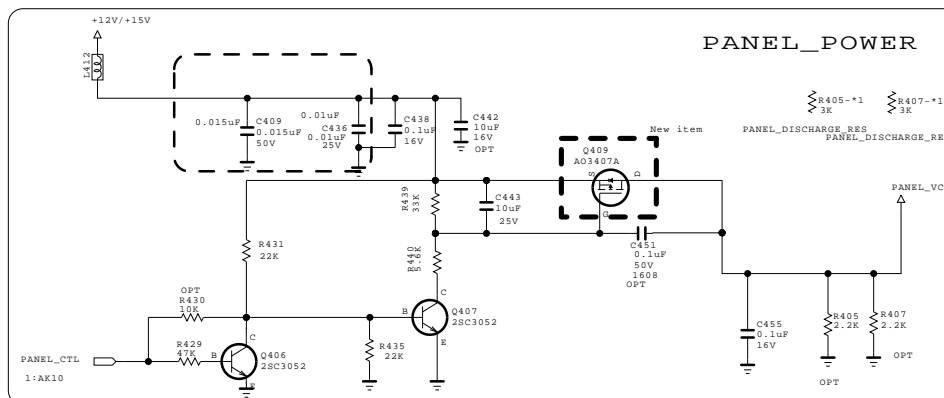 +12V/+15V
PANEL_POWER
L412
R405-*1
3K
R407-*1
3K
PANEL_DISCHARGE_RES
PANEL_DISCHARGE_RE
0.015uF
C409
0.015uF
50V
0.01uF
C436
0.01uF
25V
C438
0.1uF
16V
C442
10uF
16V
OPT
New item
Q409
AO3407A
S
D
G
PANEL_VC
R439
33K
C443
10uF
25V
R431
22K
R440
5.6K
C451
0.1uF
50V
1608
OPT
OPT
R430
10K
C
B
Q407
2SC3052
E
R429
47K
C
B
Q406
2SC3052
E
R435
22K
PANEL_CTL
1:AK10
C455
0.1uF
16V
R405
2.2K
OPT
R407
2.2K
OPT